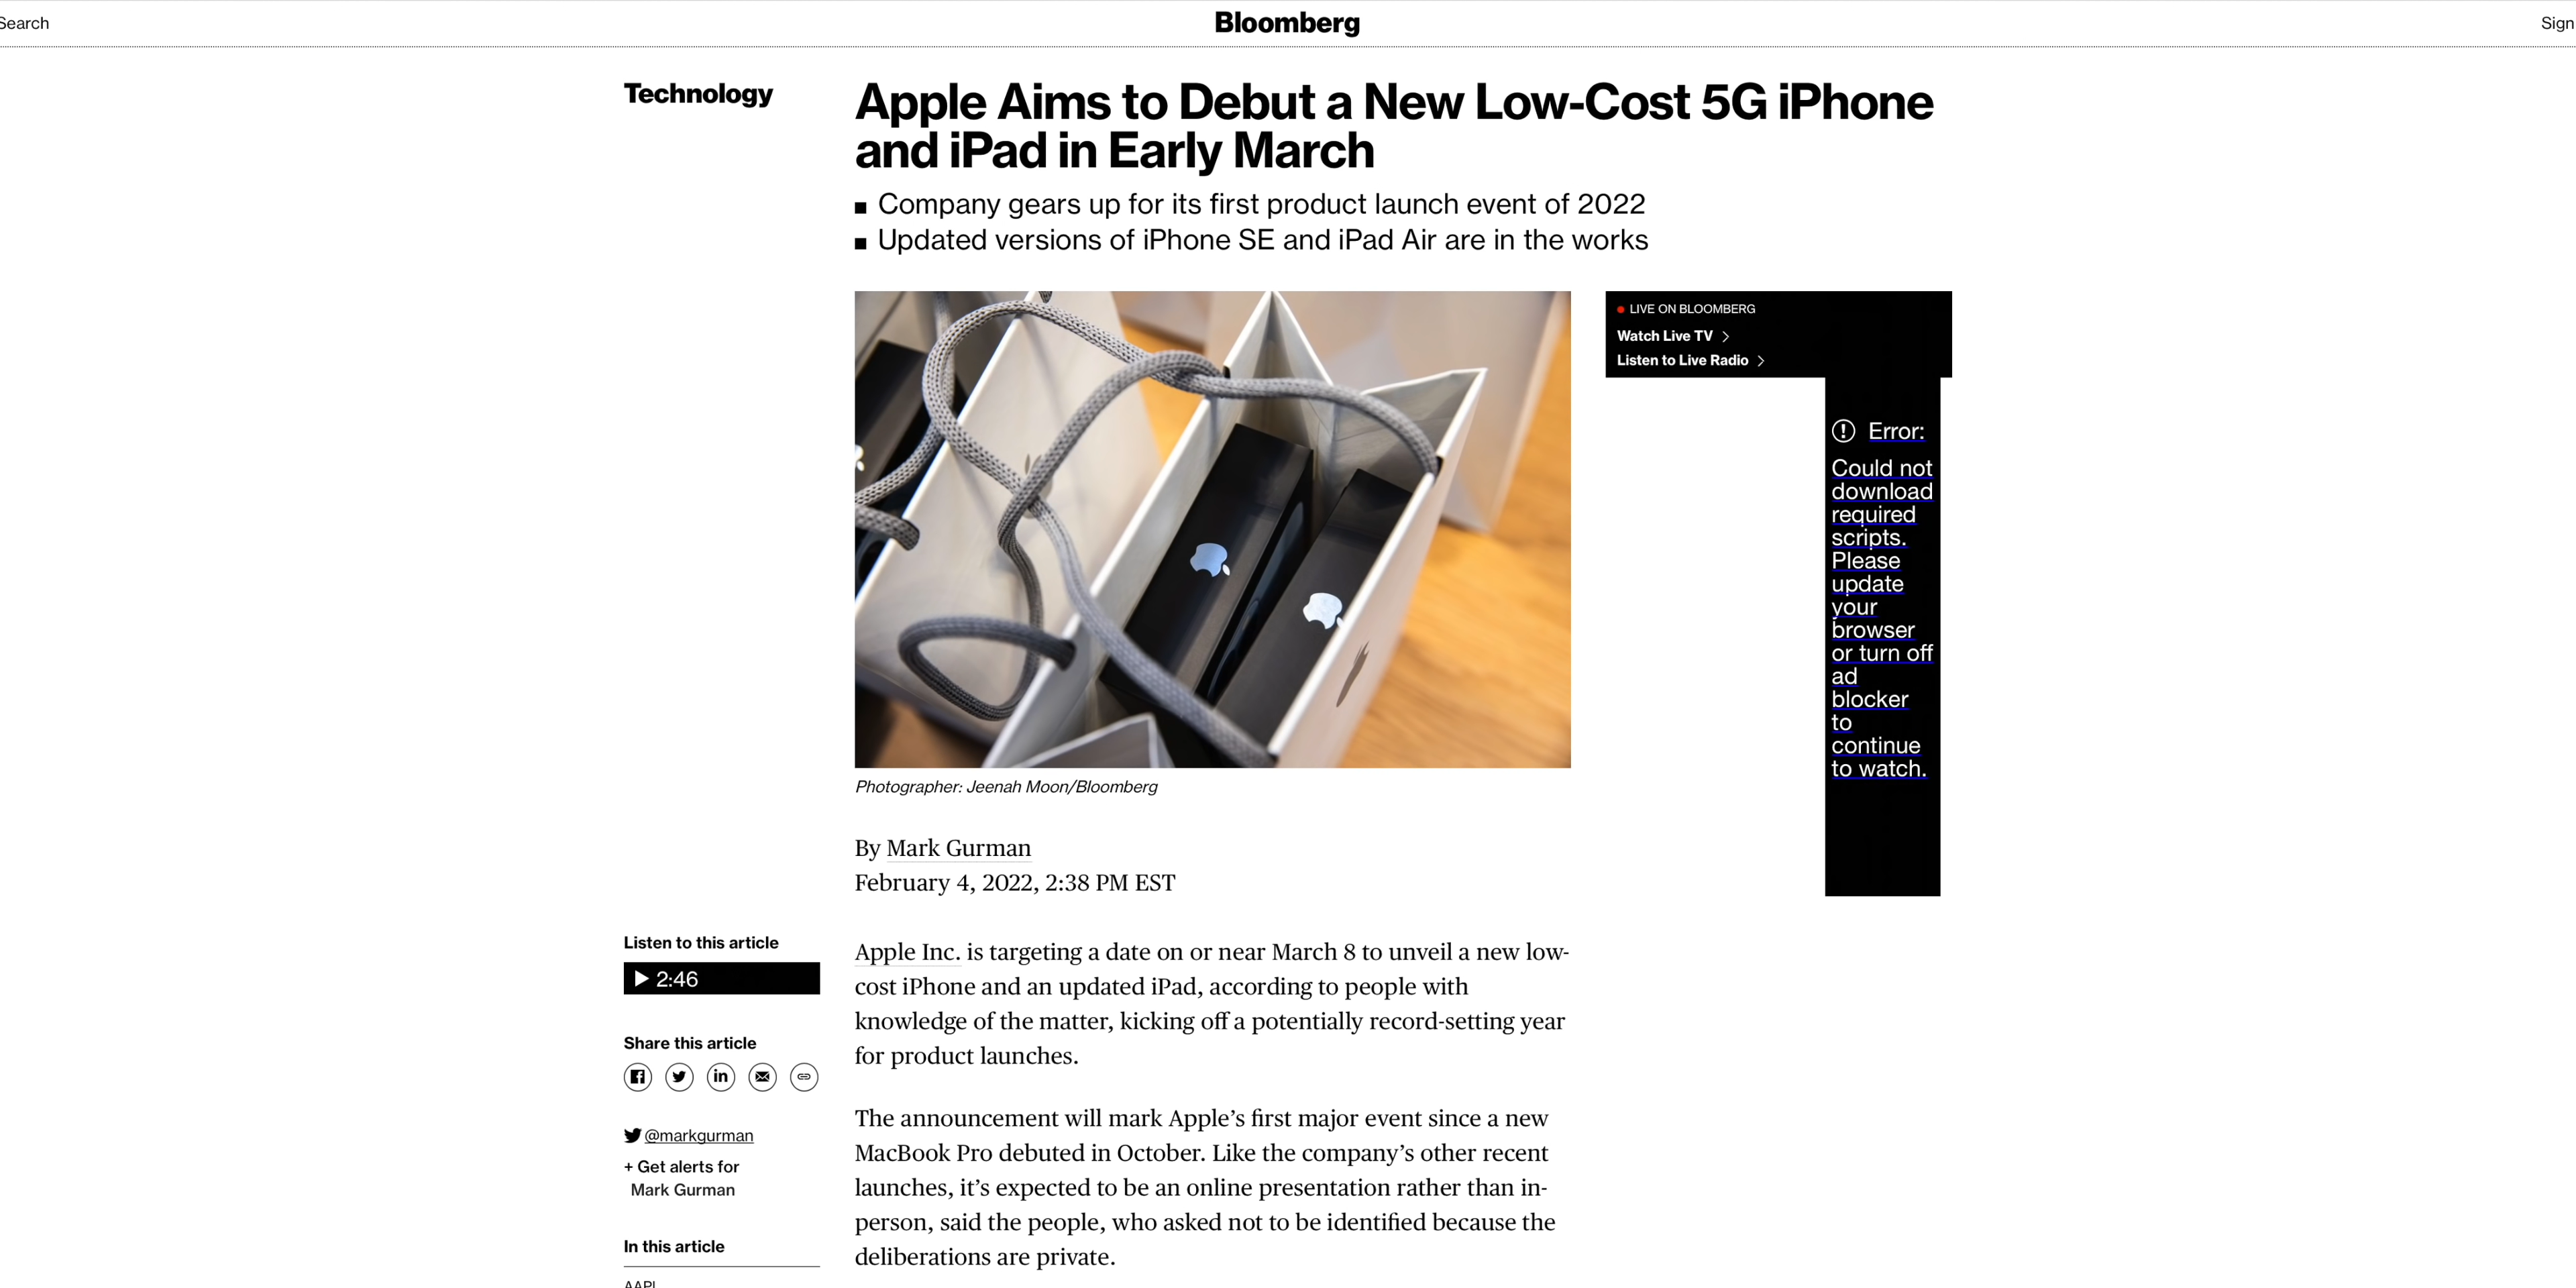 Search
Bloomberg
Sign
Technology
Apple Aims to Debut a New Low-Cost 5G iPhone
and iPad in Early March
■ Company gears up for its first product launch event of 2022
■ Updated versions of iPhone SE and iPad Air are in the works
LIVE ON BLOOMBERG
Watch Live TV >
Listen to Live Radio >
Error:
Could not
download
required
scripts.
Please
update
your
browser
or turn off
ad
blocker
to
continue
to watch.
Photographer: Jeenah Moon/Bloomberg
By Mark Gurman
February 4, 2022, 2:38 PM EST
Listen to this article
2:46
Share this article
@markgurman
+ Get alerts for
Mark Gurman
In this article
AAPL
Apple Inc. is targeting a date on or near March 8 to unveil a new low-
cost iPhone and an updated iPad, according to people with
knowledge of the matter, kicking off a potentially record-setting year
for product launches.
The announcement will mark Apple’s first major event since a new
MacBook Pro debuted in October. Like the company’s other recent
launches, it’s expected to be an online presentation rather than in-
person, said the people, who asked not to be identified because the
deliberations are private.